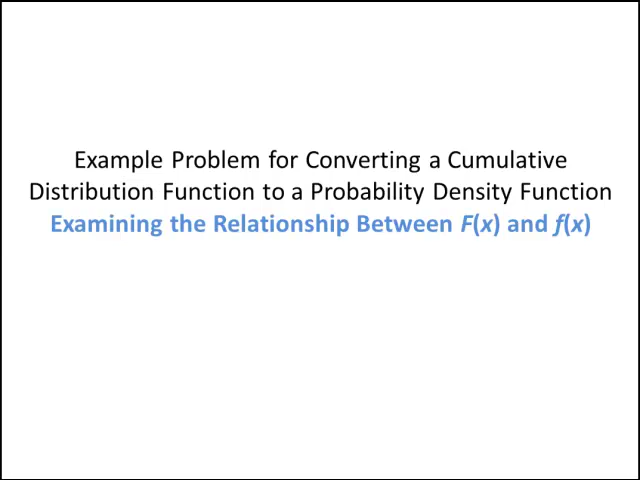 Example Problem for Converting a Cumulative
Distribution Function to a Probability Density Function
Examining the Relationship Between F(x) and f(x)